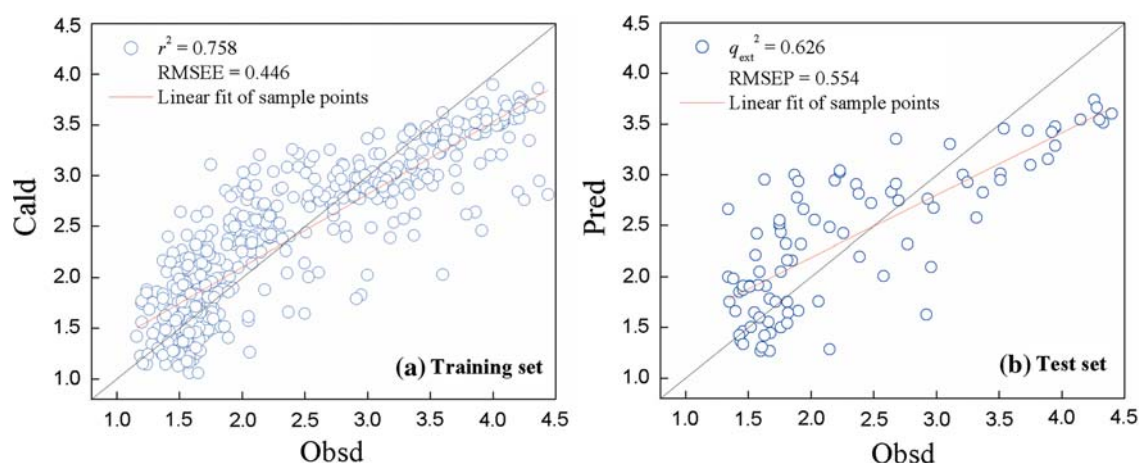 4.5
4.0
3.5
3.0
2.5
2.0
1.5
1.0
Cald
r² = 0.758
RMSEE = 0.446
Linear fit of sample points
(a) Training set
1.0 1.5 2.0 2.5 3.0 3.5 4.0 4.5
Obsd
4.5
4.0
3.5
3.0
2.5
2.0
1.5
1.0
Pred
qext² = 0.626
RMSEP = 0.554
Linear fit of sample points
(b) Test set
1.0 1.5 2.0 2.5 3.0 3.5 4.0 4.5
Obsd